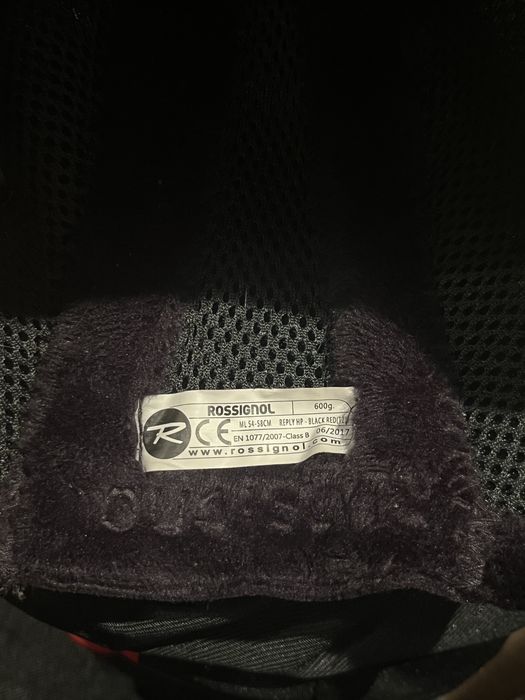 ROSSIGNOL 600g.
R CE ML 54-58CM REPLY HP - BLACK RED
EN 1077/2007-Class B 06/2017
www.rossignol.com